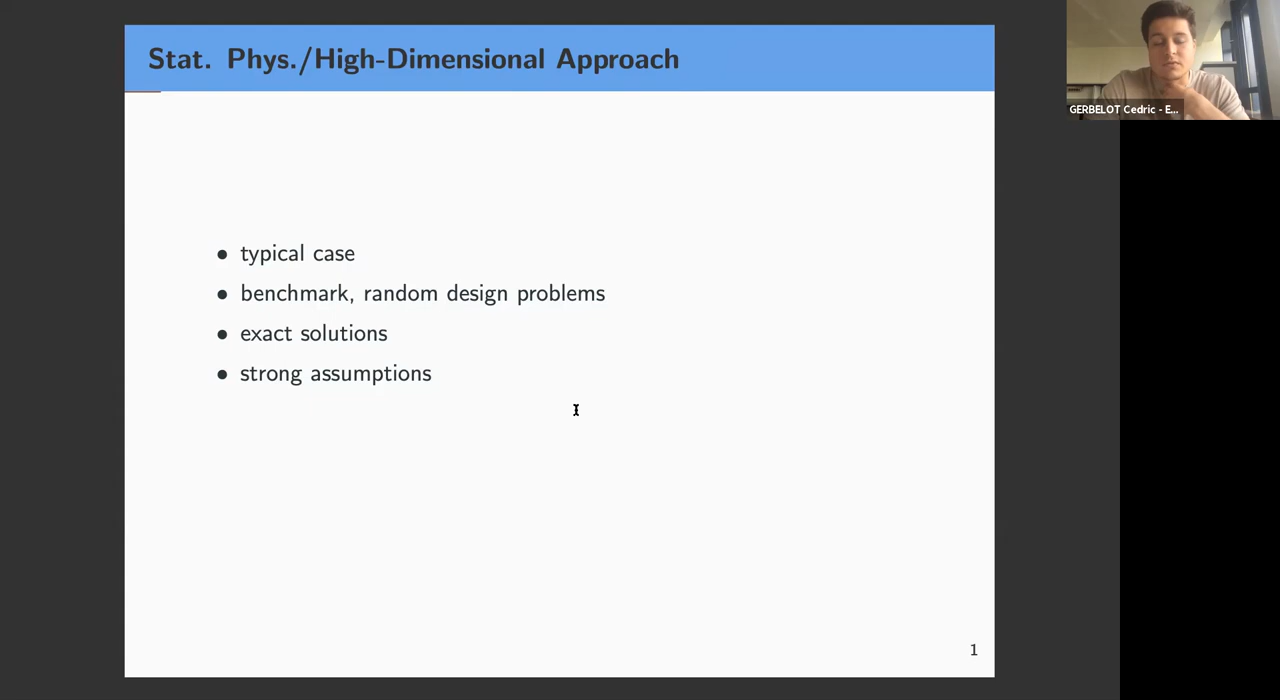 Stat. Phys./High-Dimensional Approach
GERBELOT Cedric - E...
• typical case
• benchmark, random design problems
• exact solutions
• strong assumptions
1